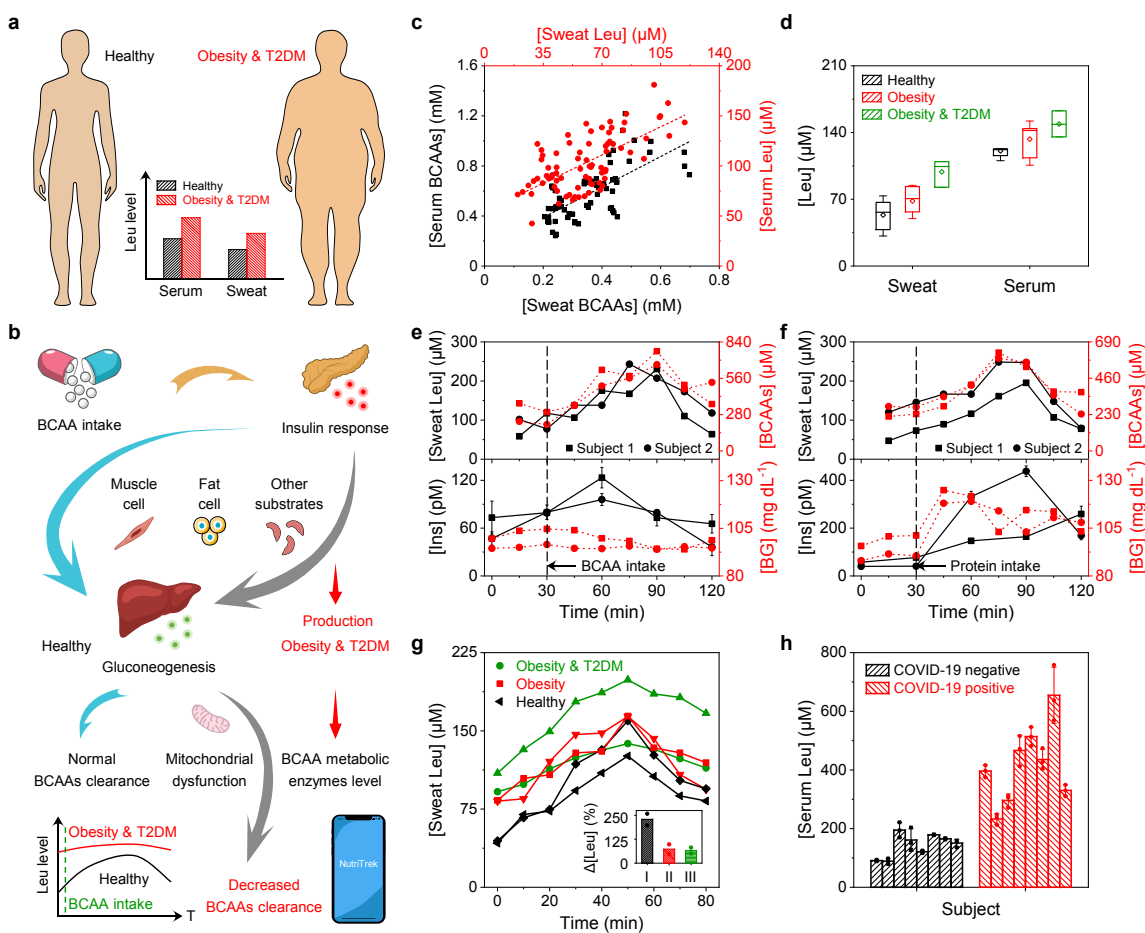 a
Healthy
Obesity & T2DM
Leu level
Healthy
Obesity & T2DM
Serum
Sweat
b
BCAA intake
Insulin response
Muscle
cell
Fat
cell
Other
substrates
Healthy
Gluconeogenesis
Production
Obesity & T2DM
Normal
BCAAs clearance
Mitochondrial
dysfunction
BCAA metabolic
enzymes level
Leu level
Obesity & T2DM
Healthy
BCAA intake
T
Decreased
BCAAs clearance
NutriTrek
c
[Sweat Leu] (µM)
0 35 70 105 140
[Serum BCAAs] (mM)
1.6
1.2
0.8
0.4
0
[Serum Leu] (µM)
200
150
100
50
0
0 0.2 0.4 0.6 0.8
[Sweat BCAAs] (mM)
d
[Leu] (µM)
210
140
70
0
Healthy
Obesity
Obesity & T2DM
Sweat
Serum
e
[Sweat Leu] (µM)
300
200
100
0
[BCAAs] (µM)
840
560
280
0
Subject 1
Subject 2
[Ins] (pM)
120
60
0
[BG] (mg dL⁻¹)
130
105
80
BCAA intake
0 30 60 90 120
Time (min)
f
[Sweat Leu] (µM)
300
200
100
0
[BCAAs] (µM)
690
460
230
0
Subject 1
Subject 2
[Ins] (pM)
400
200
0
[BG] (mg dL⁻¹)
130
105
80
Protein intake
0 30 60 90 120
Time (min)
g
[Sweat Leu] (µM)
225
150
75
0
Obesity & T2DM
Obesity
Healthy
Δ[Leu] (%)
250
125
0
I II III
0 20 40 60 80
Time (min)
h
[Serum Leu] (µM)
800
600
400
200
0
COVID-19 negative
COVID-19 positive
Subject